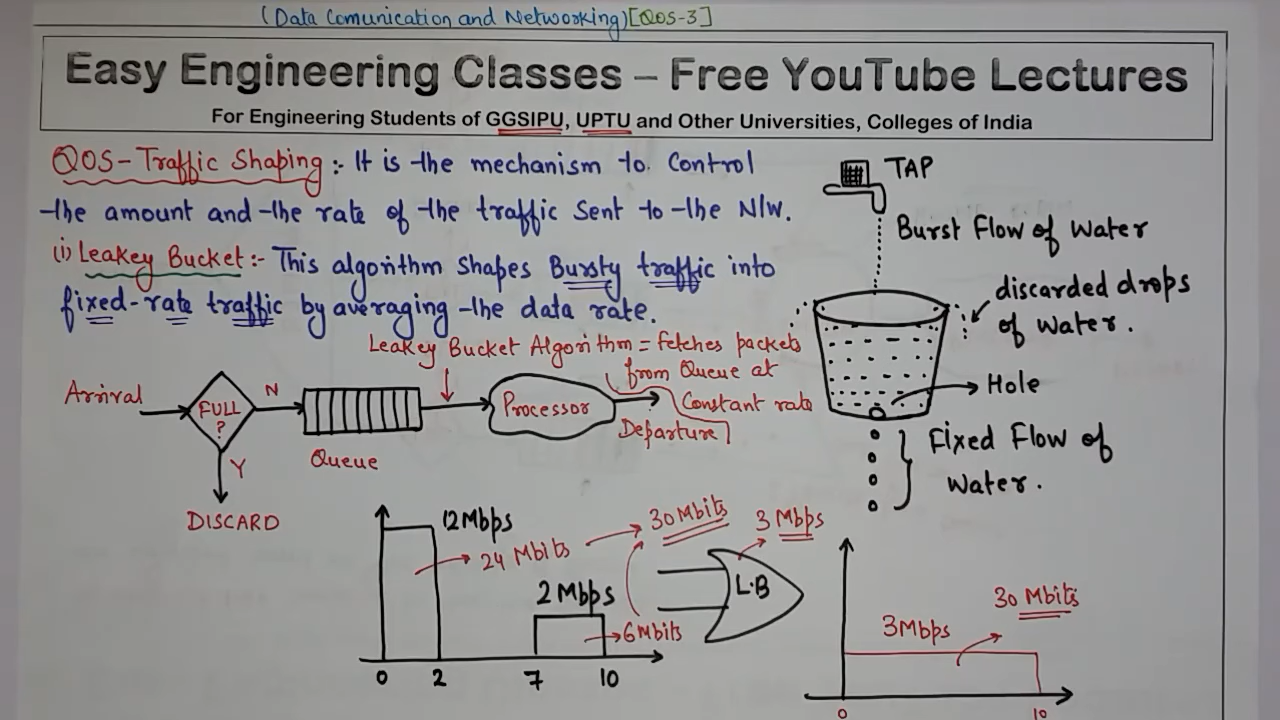 (Data Comunication and Networking)[QOS-3]
Easy Engineering Classes – Free YouTube Lectures
For Engineering Students of GGSIPU, UPTU and Other Universities, Colleges of India
QOS-Traffic Shaping :- It is the mechanism to Control
the amount and the rate of the traffic sent to the N/W.
(i) Leakey Bucket :- This algorithm shapes Bursty traffic into
fixed-rate traffic by averaging the data rate.
TAP
Burst Flow of Water
discarded drops
of Water.
Hole
Fixed Flow of
Water.
Leakey Bucket Algorithm = fetches packets
from Queue at
Constant rate
Arrival
FULL
?
N
Y
DISCARD
Queue
Processor
Departure
12Mbps
24 Mbits
30 Mbits
2 Mbps
6 Mbits
0 2 7 10
3 Mbps
L.B
3Mbps
30 Mbits
0 10